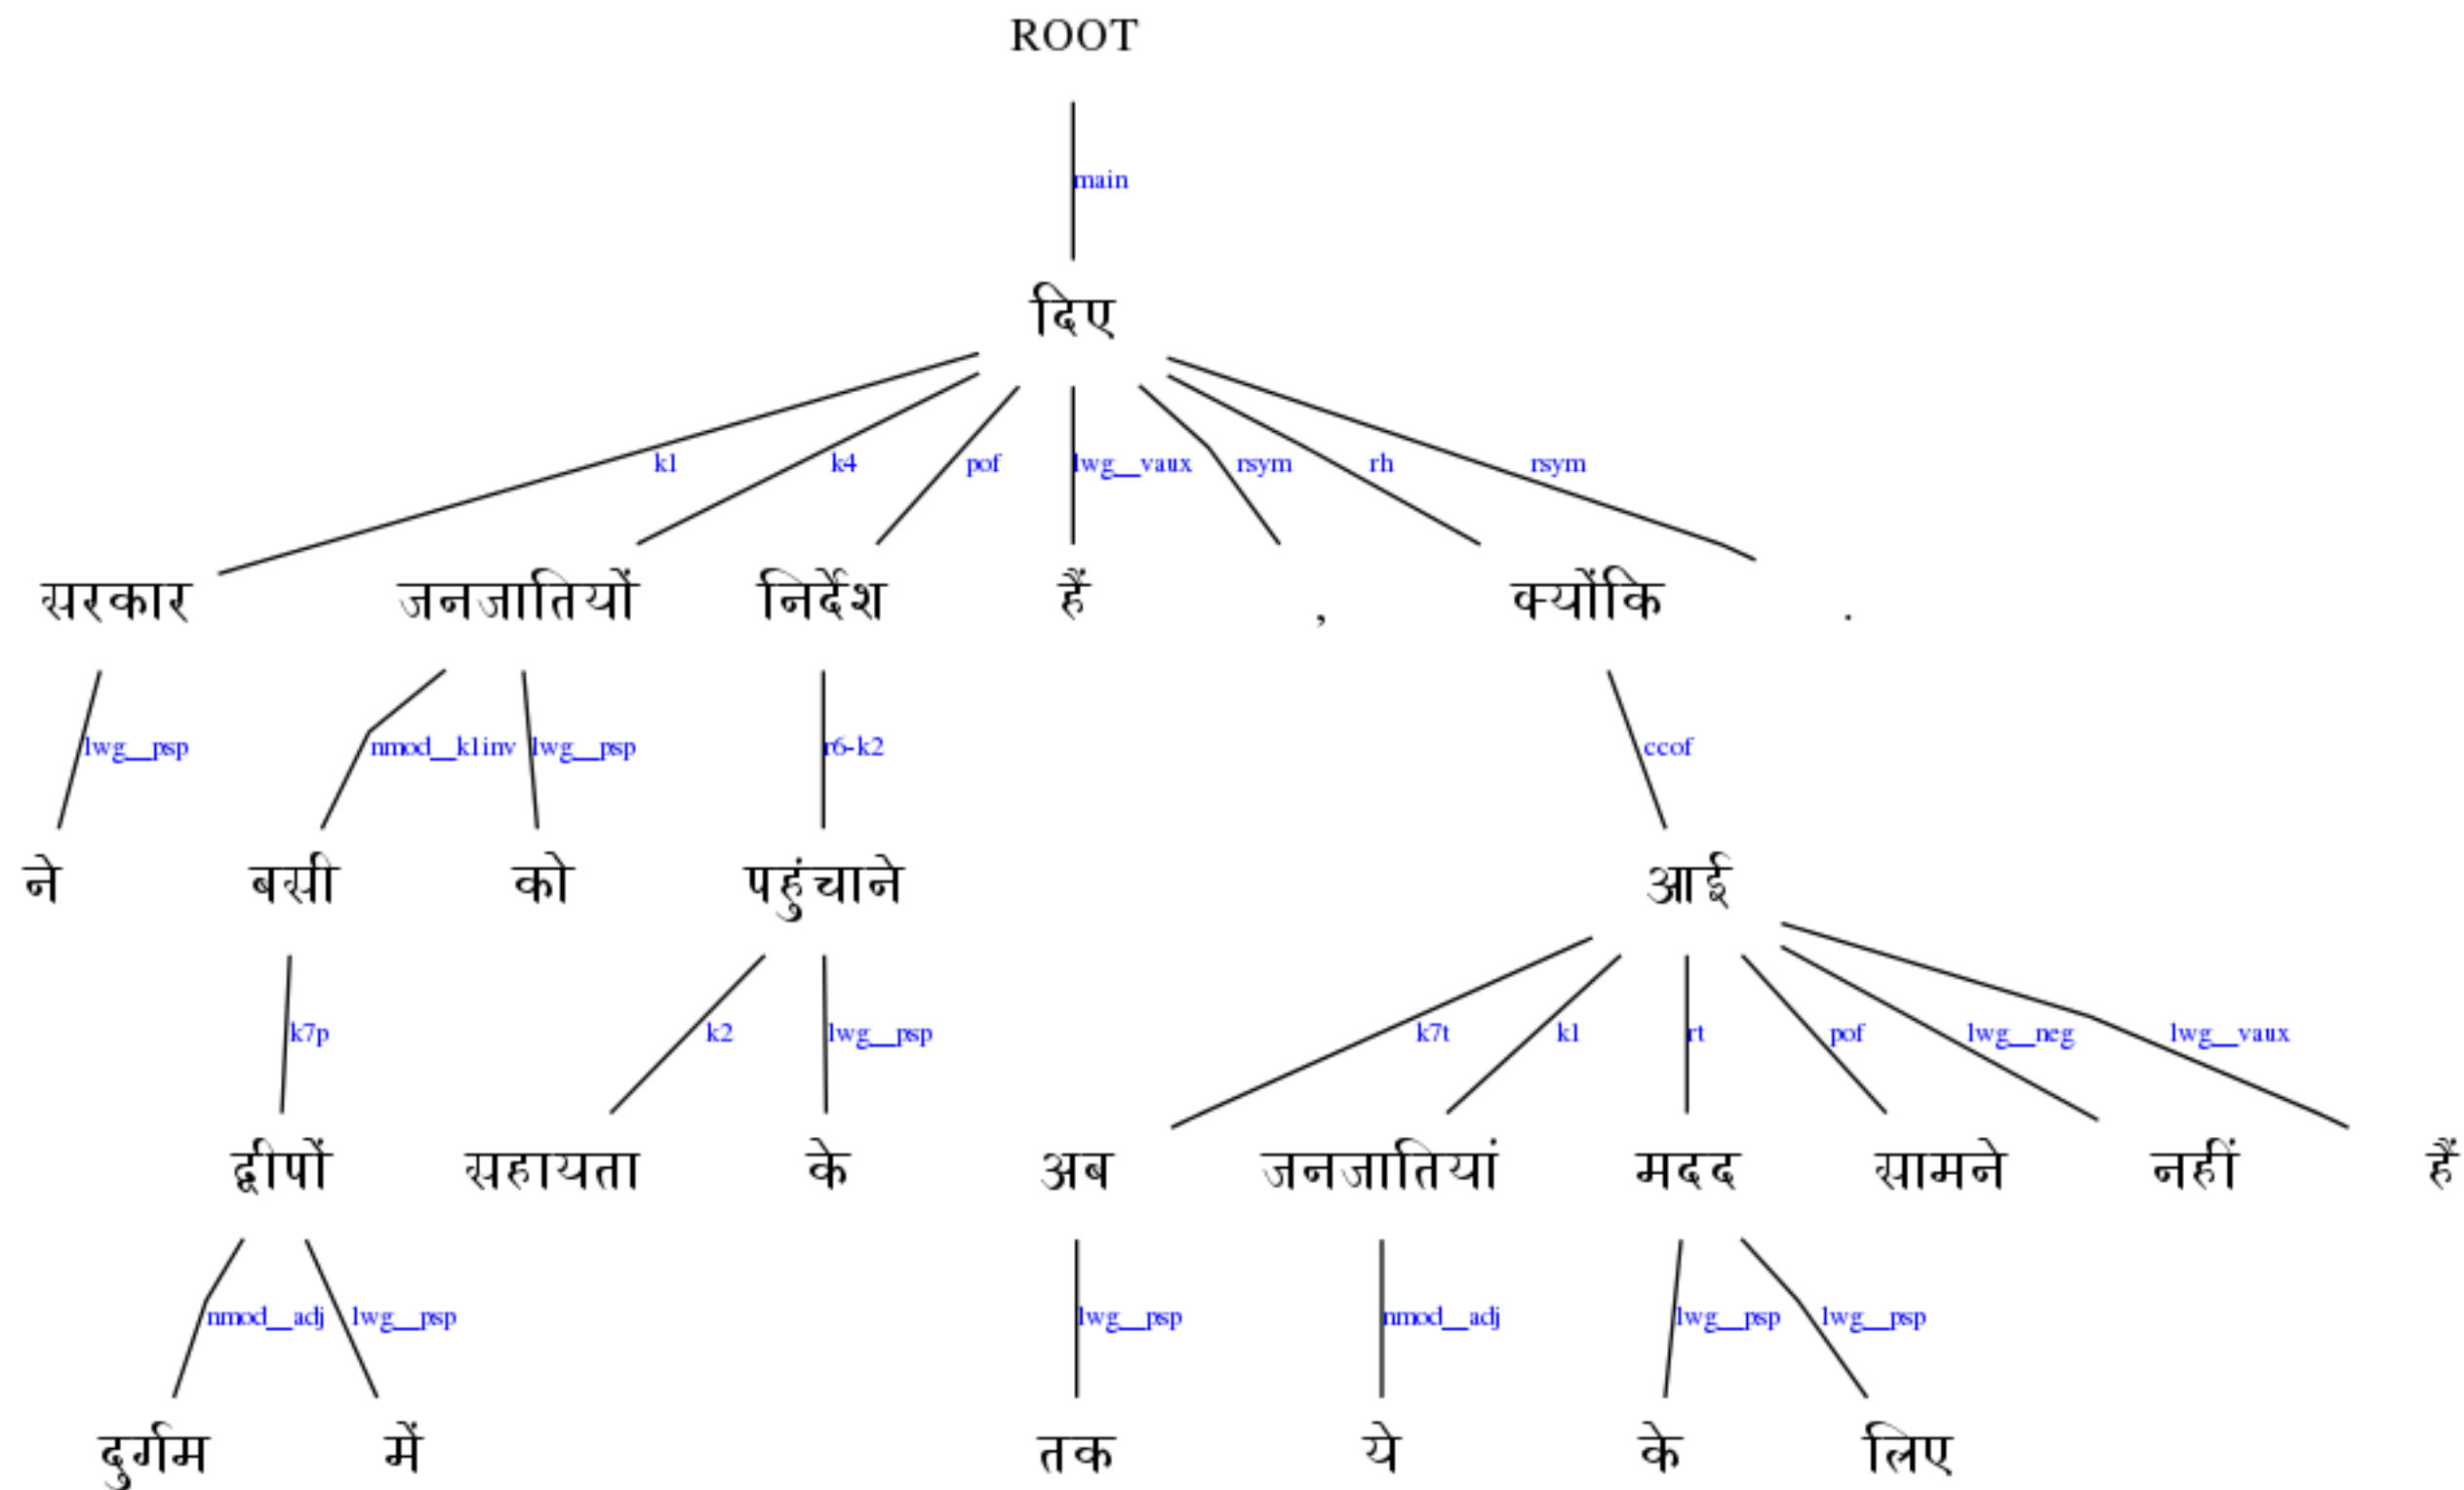 ROOT
main
दिए
k1 k4 pof lwg__vaux rsym rh rsym
सरकार जनजातियों निर्देश हैं , क्योंकि .
lwg__psp nmod__k1inv lwg__psp r6-k2 ccof
ने बसी को पहुंचाने आई
k7p k2 lwg__psp k7t k1 rt pof lwg__neg lwg__vaux
द्वीपों सहायता के अब जनजातियां मदद सामने नहीं हैं
nmod__adj lwg__psp lwg__psp nmod__adj lwg__psp lwg__psp
दुर्गम में तक ये के लिए